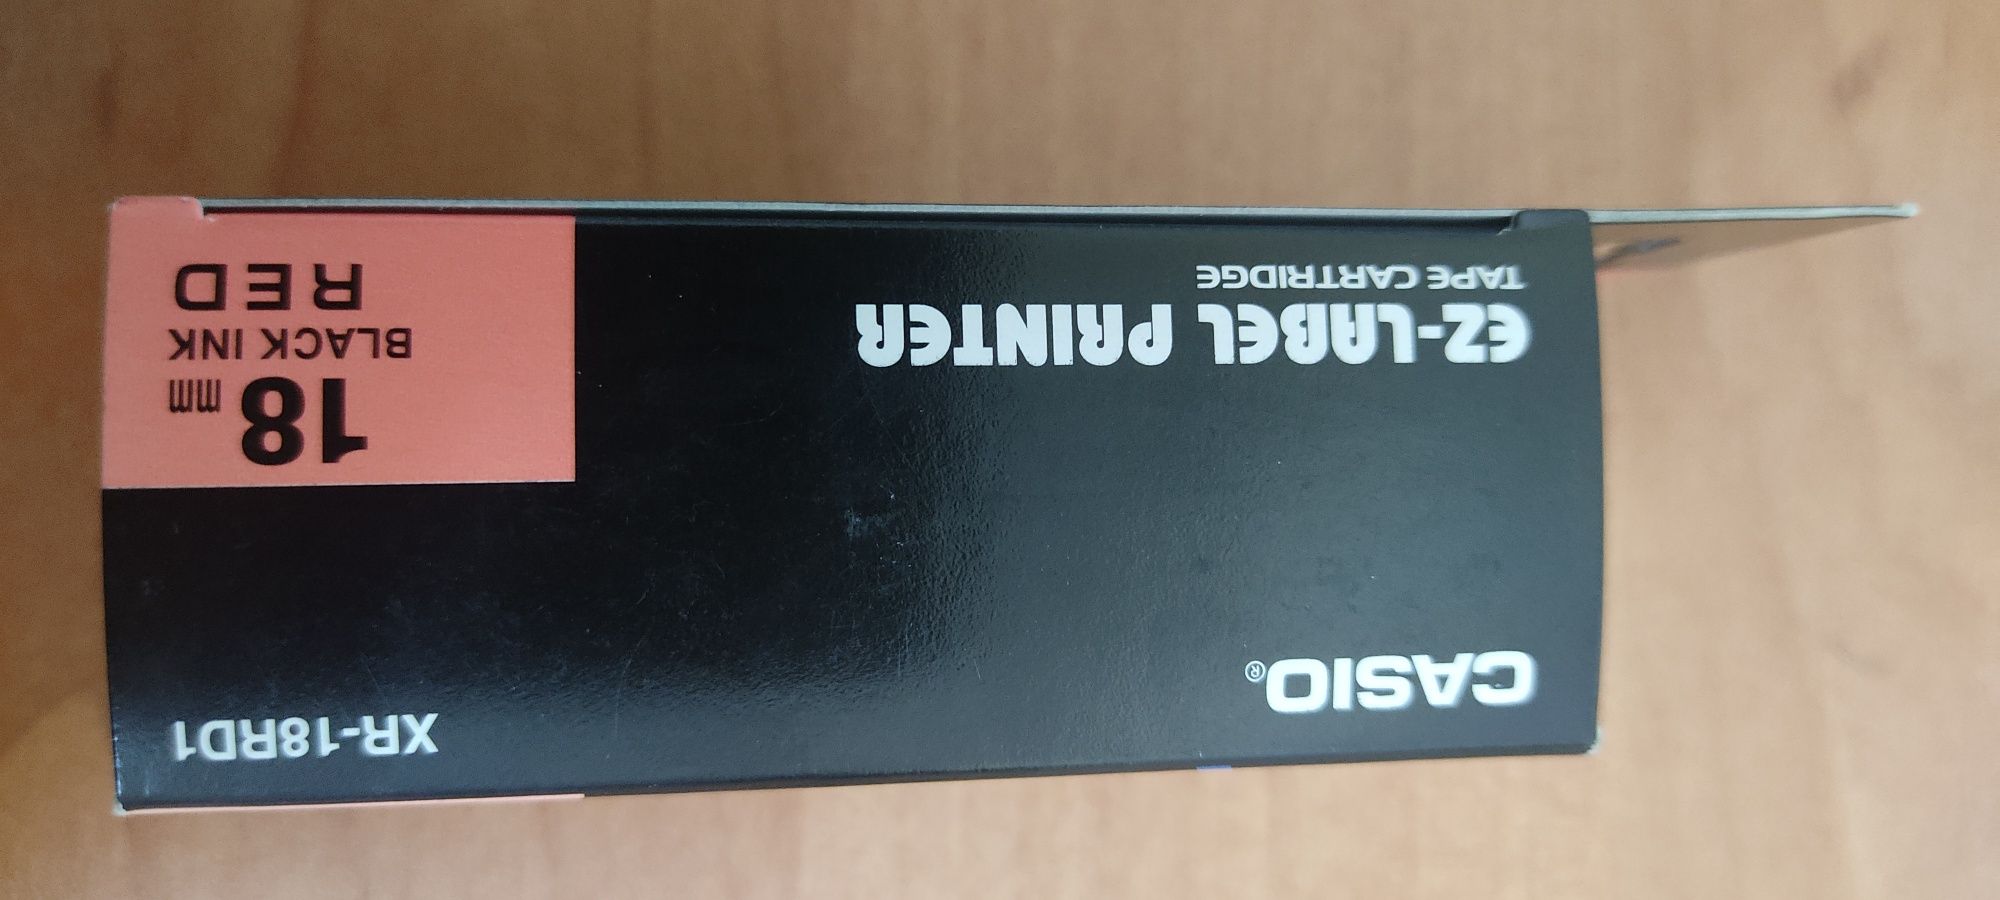 CASIO®
XR-18RD1
18mm
BLACK INK
RED
EZ-LABEL PRINTER
TAPE CARTRIDGE